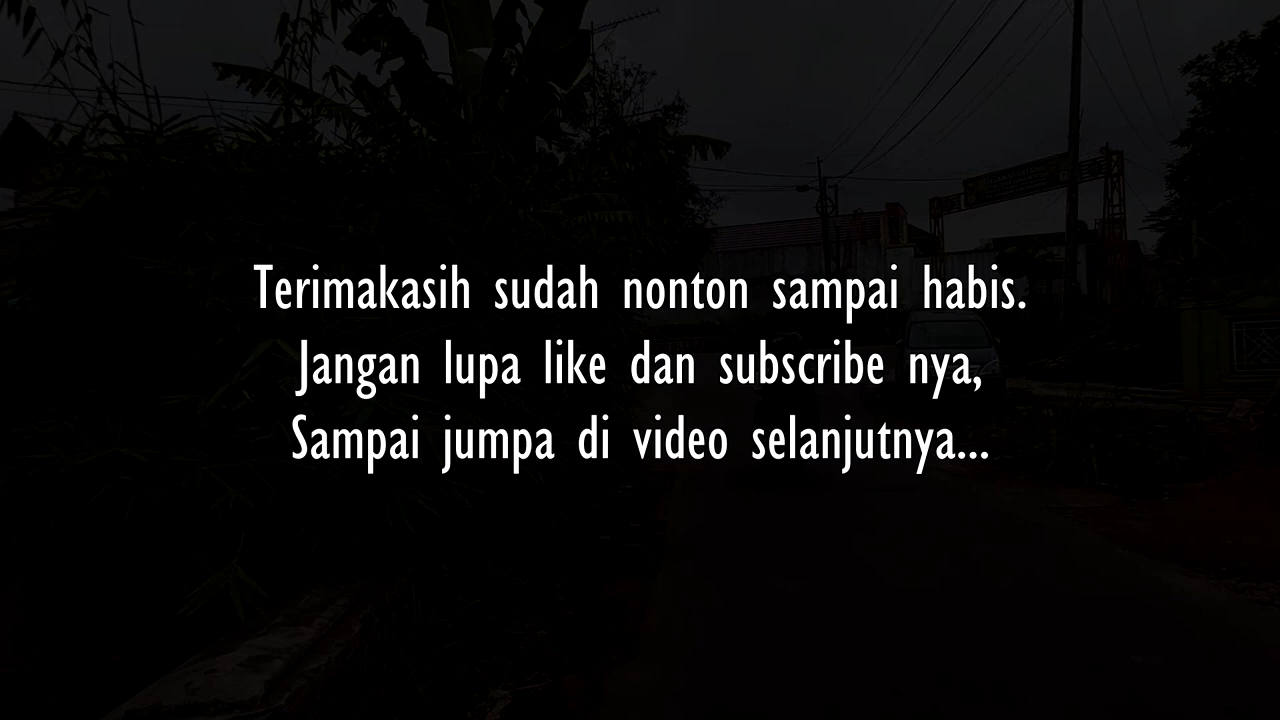 Terimakasih sudah nonton sampai habis.
Jangan lupa like dan subscribe nya,
Sampai jumpa di video selanjutnya...